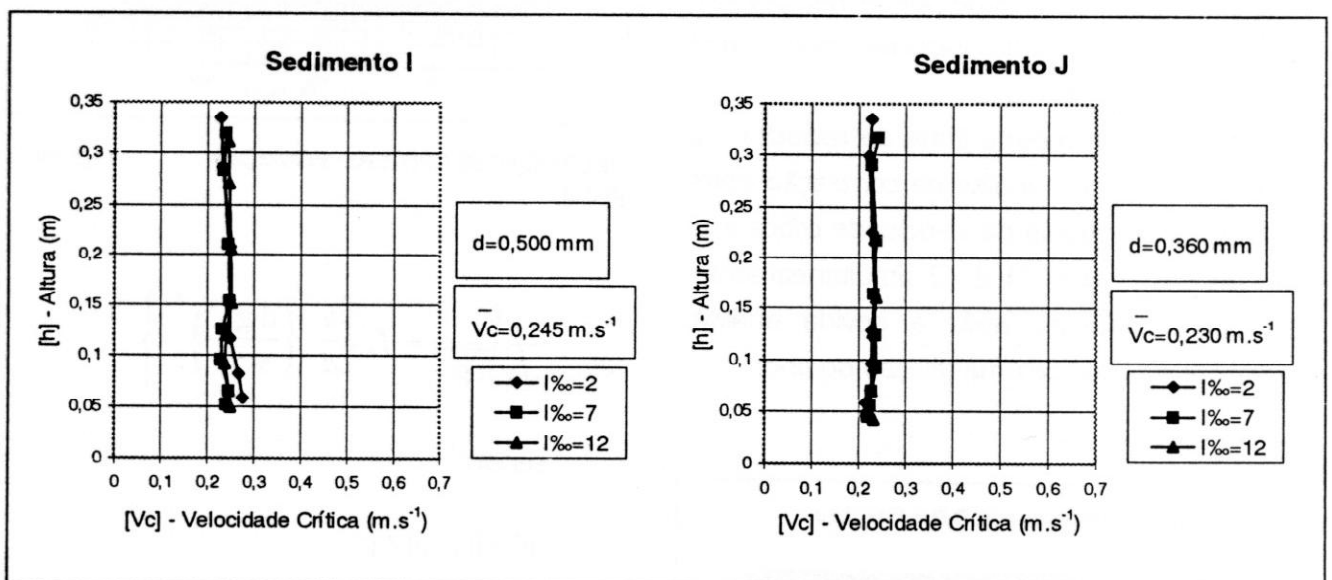 Sedimento I
0,35
0,3
0,25
0,2
0,15
0,1
0,05
0
[h] - Altura (m)
0 0,2 0,3 0,4 0,5 0,6 0,7
[Vc] - Velocidade Crítica (m.s⁻¹)
d=0,500 mm
V̅c=0,245 m.s⁻¹
I‰=2
I‰=7
I‰=12
Sedimento J
0,35
0,3
0,25
0,2
0,15
0,1
0,05
0
[h] - Altura (m)
0 0,1 0,2 0,3 0,4 0,5 0,6 0,7
[Vc] - Velocidade Crítica (m.s⁻¹)
d=0,360 mm
V̅c=0,230 m.s⁻¹
I‰=2
I‰=7
I‰=12